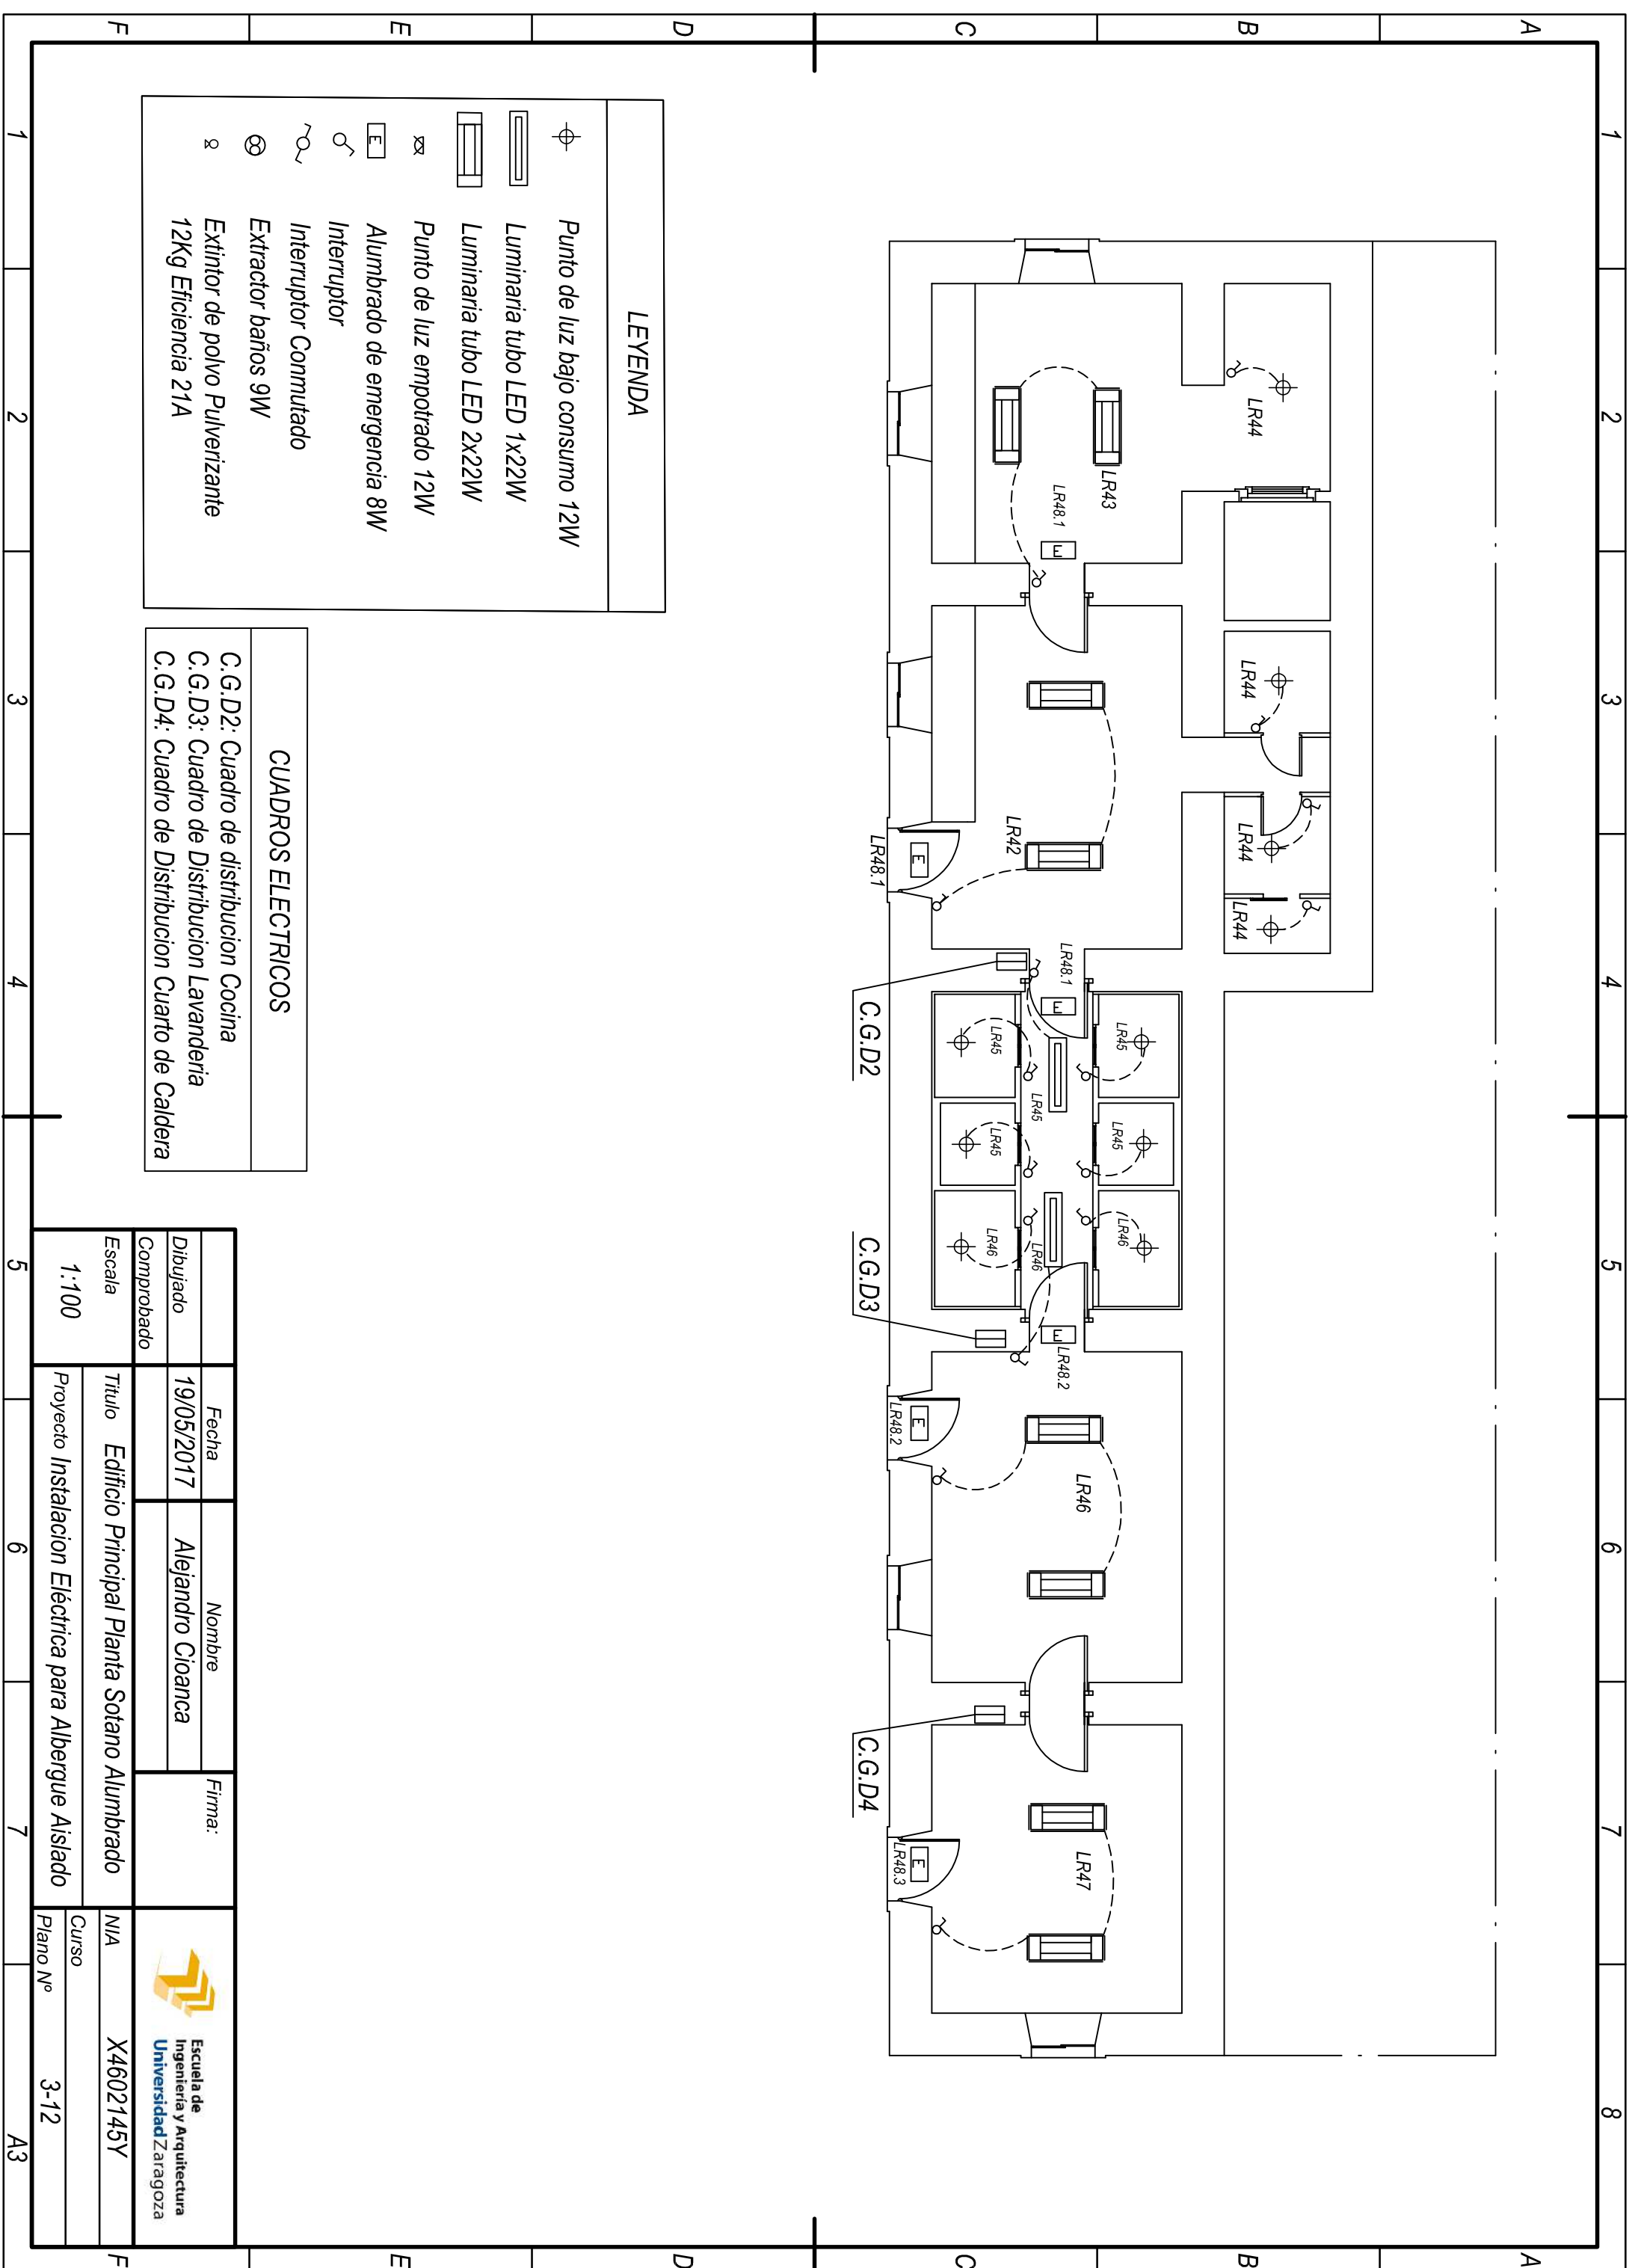 1 2 3 4 5 6 7 8
A
B
C
D
E
F
LR44
LR44
LR44
LR44
LR43
LR48.1
LR42
LR48.1
LR48.1
LR45
LR45
LR46
LR45
LR46
LR45
LR45
LR46
LR48.2
LR46
LR48.2
LR47
LR48.3
E
E
E
E
E
E
C.G.D2
C.G.D3
C.G.D4
LEYENDA
Punto de luz bajo consumo 12W
Luminaria tubo LED 1x22W
Luminaria tubo LED 2x22W
Punto de luz empotrado 12W
E Alumbrado de emergencia 8W
Interruptor
Interruptor Conmutado
Extractor baños 9W
Extintor de polvo Pulverizante
12Kg Eficiencia 21A
CUADROS ELECTRICOS
C.G.D2: Cuadro de distribucion Cocina
C.G.D3: Cuadro de Distribucion Lavanderia
C.G.D4: Cuadro de Distribucion Cuarto de Caldera
Fecha Nombre Firma:
Dibujado 19/05/2017 Alejandro Cioanca
Comprobado
Escala
1:100
Titulo Edificio Principal Planta Sotano Alumbrado
Proyecto Instalacion Eléctrica para Albergue Aislado
Escuela de
Ingeniería y Arquitectura
Universidad Zaragoza
NIA X4602145Y
Curso
Plano Nº 3-12
1 2 3 4 5 6 7 A3
A
B
C
D
E
F